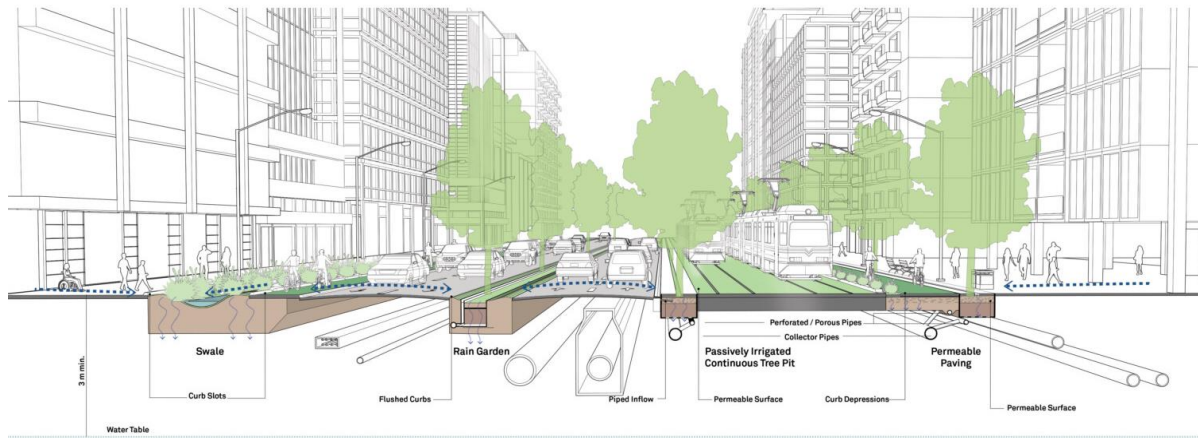 Perforated / Porous Pipes
Collector Pipes
Swale
Rain Garden
Passively Irrigated
Continuous Tree Pit
Permeable
Paving
3 m min.
Curb Slots
Flushed Curbs
Piped Inflow
Permeable Surface
Curb Depressions
Permeable Surface
Water Table